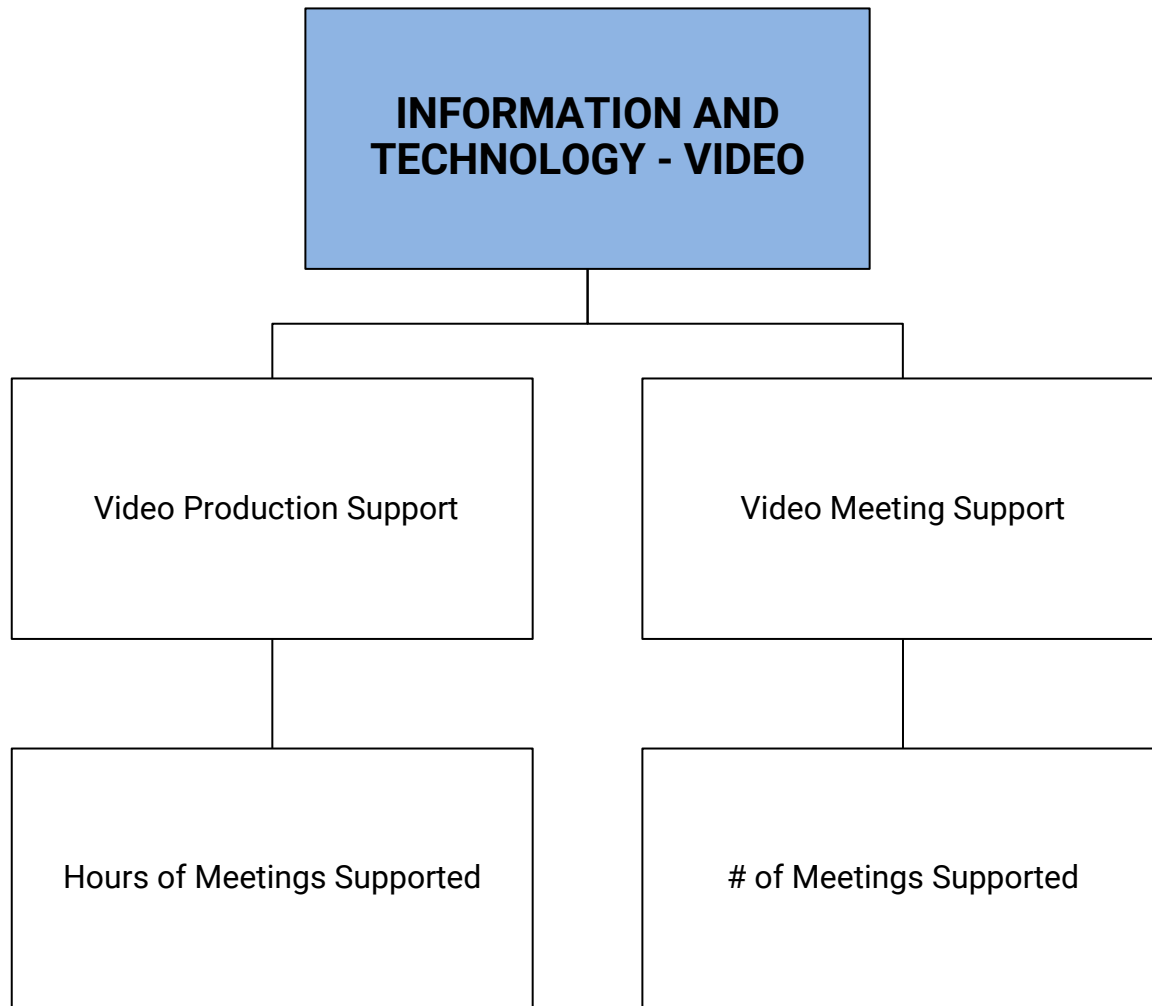 INFORMATION AND
TECHNOLOGY - VIDEO
Video Production Support
Video Meeting Support
Hours of Meetings Supported
# of Meetings Supported